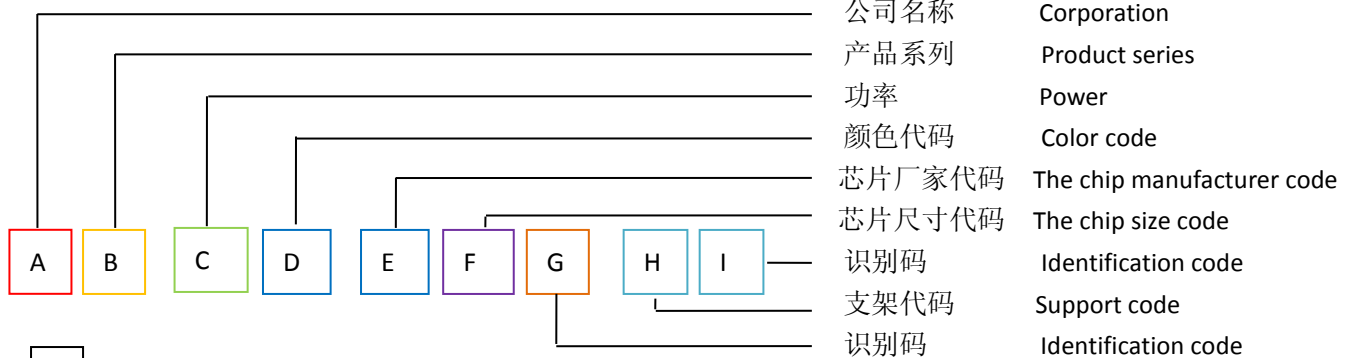 公司名称 Corporation
产品系列 Product series
功率 Power
颜色代码 Color code
芯片厂家代码 The chip manufacturer code
芯片尺寸代码 The chip size code
A B C D E F G H I 识别码 Identification code
支架代码 Support code
识别码 Identification code